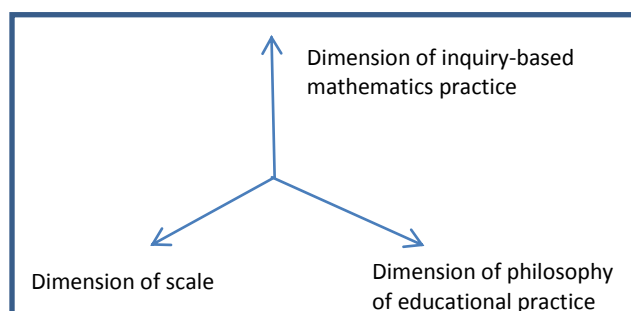 Dimension of inquiry-based
mathematics practice
Dimension of scale
Dimension of philosophy
of educational practice